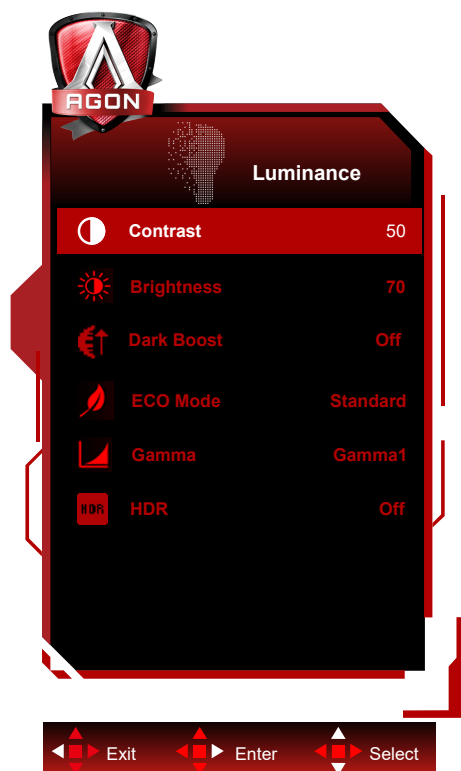 AGON
Luminance
Contrast 50
Brightness 70
Dark Boost Off
ECO Mode Standard
Gamma Gamma1
HDR HDR Off
Exit Enter Select